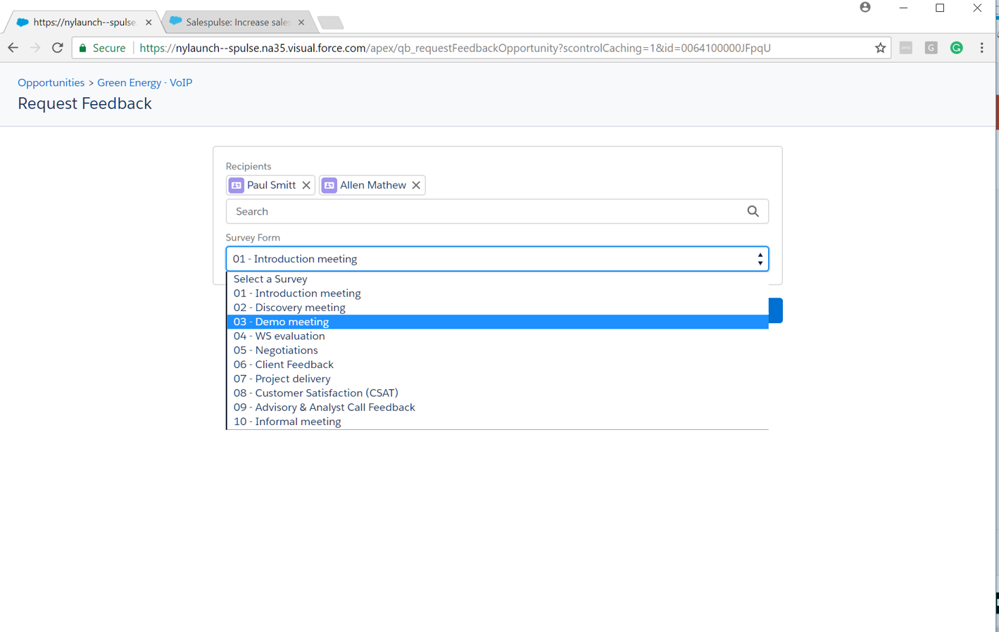 https://nylaunch--spulse
Salespulse: Increase sales
Secure https://nylaunch--spulse.na35.visual.force.com/apex/qb_requestFeedbackOpportunity?scontrolCaching=1&id=0064100000JFpqU
G G
Opportunities > Green Energy - VoIP
Request Feedback
Recipients
Paul Smitt Allen Mathew
Search
Survey Form
01 - Introduction meeting
Select a Survey
01 - Introduction meeting
02 - Discovery meeting
03 - Demo meeting
04 - WS evaluation
05 - Negotiations
06 - Client Feedback
07 - Project delivery
08 - Customer Satisfaction (CSAT)
09 - Advisory & Analyst Call Feedback
10 - Informal meeting